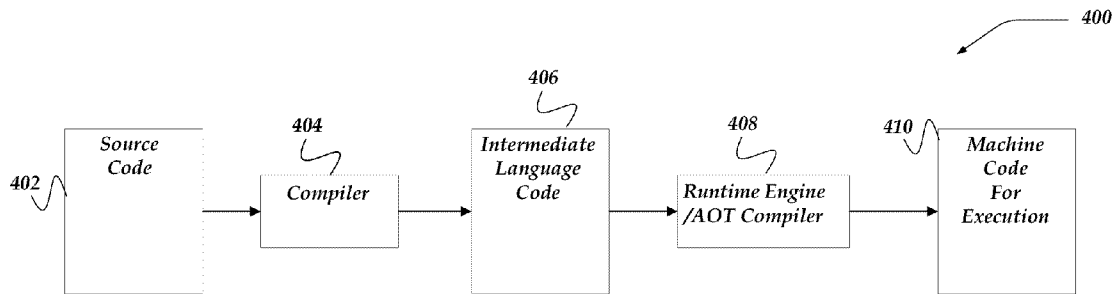 400
406
404
408
410
Source
Code
Intermediate
Language
Code
Machine
Code
For
Execution
402
Compiler
Runtime Engine
/AOT Compiler